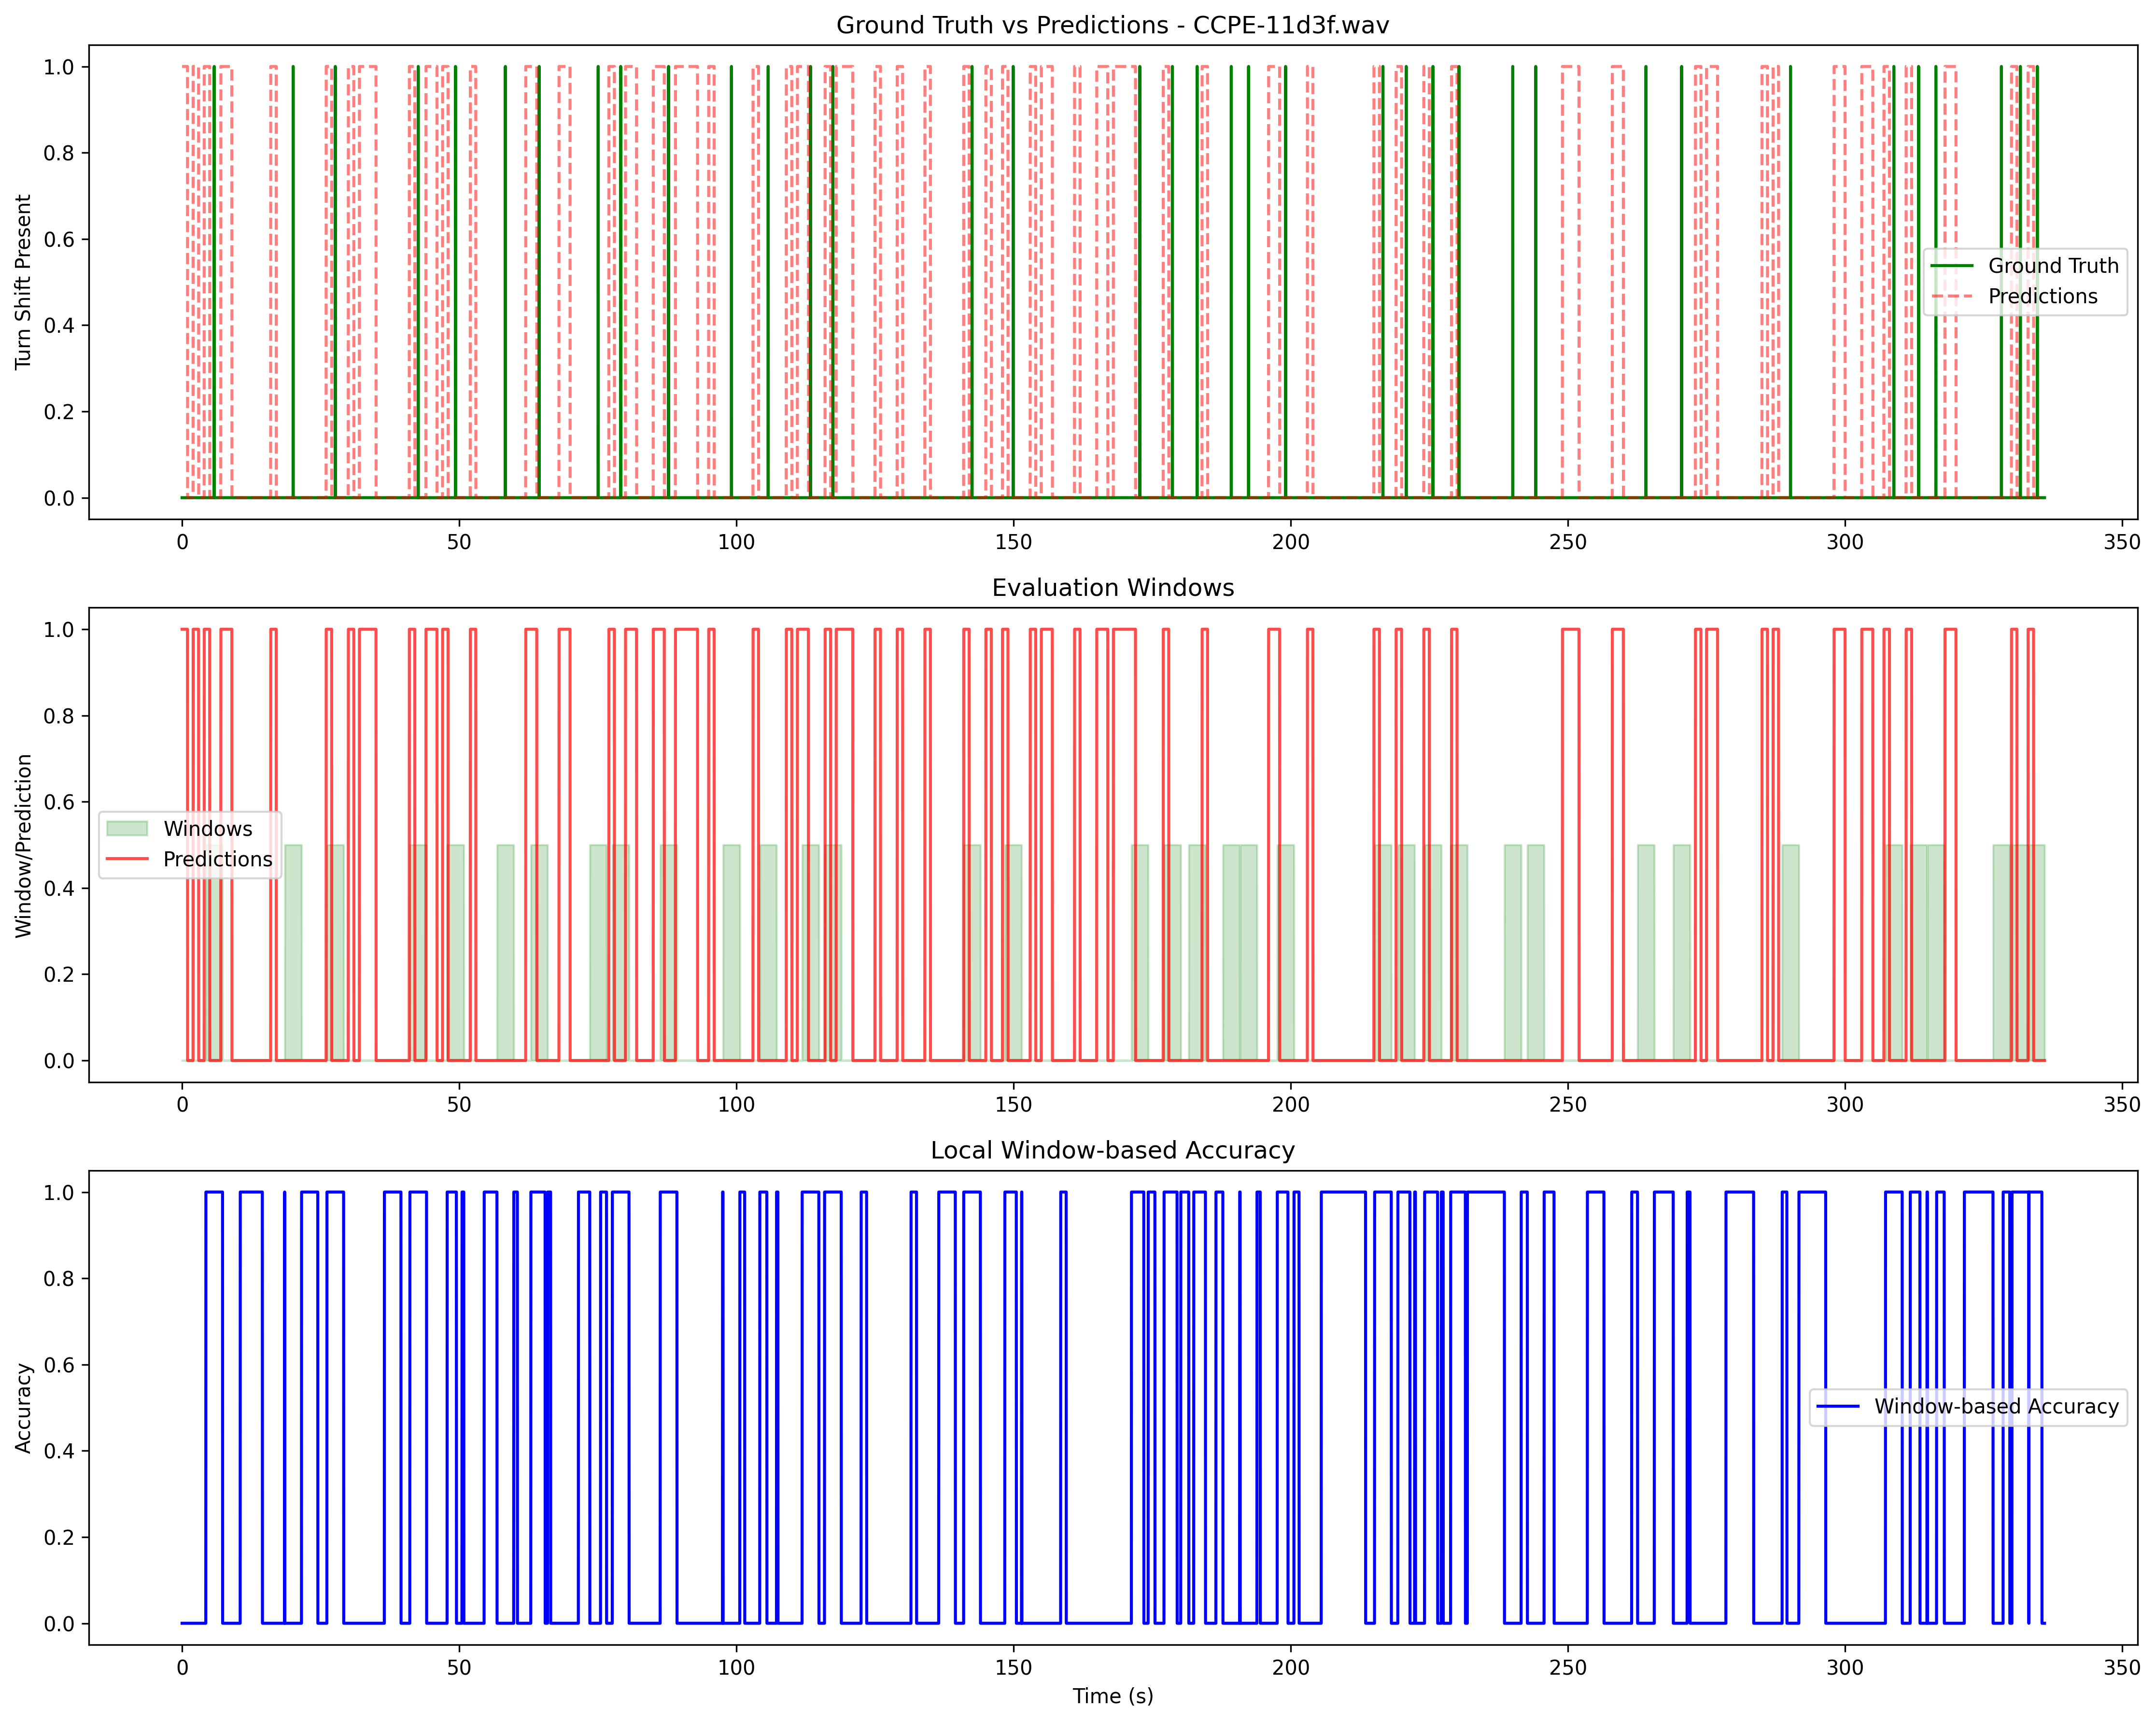 Ground Truth vs Predictions - CCPE-11d3f.wav
1.0
0.8
0.6
0.4
0.2
0.0
Turn Shift Present
Ground Truth
Predictions
0 50 100 150 200 250 300 350
Evaluation Windows
1.0
0.8
0.6
0.4
0.2
0.0
Window/Prediction
Windows
Predictions
0 50 100 150 200 250 300 350
Local Window-based Accuracy
1.0
0.8
0.6
0.4
0.2
0.0
Accuracy
Window-based Accuracy
0 50 100 150 200 250 300 350
Time (s)